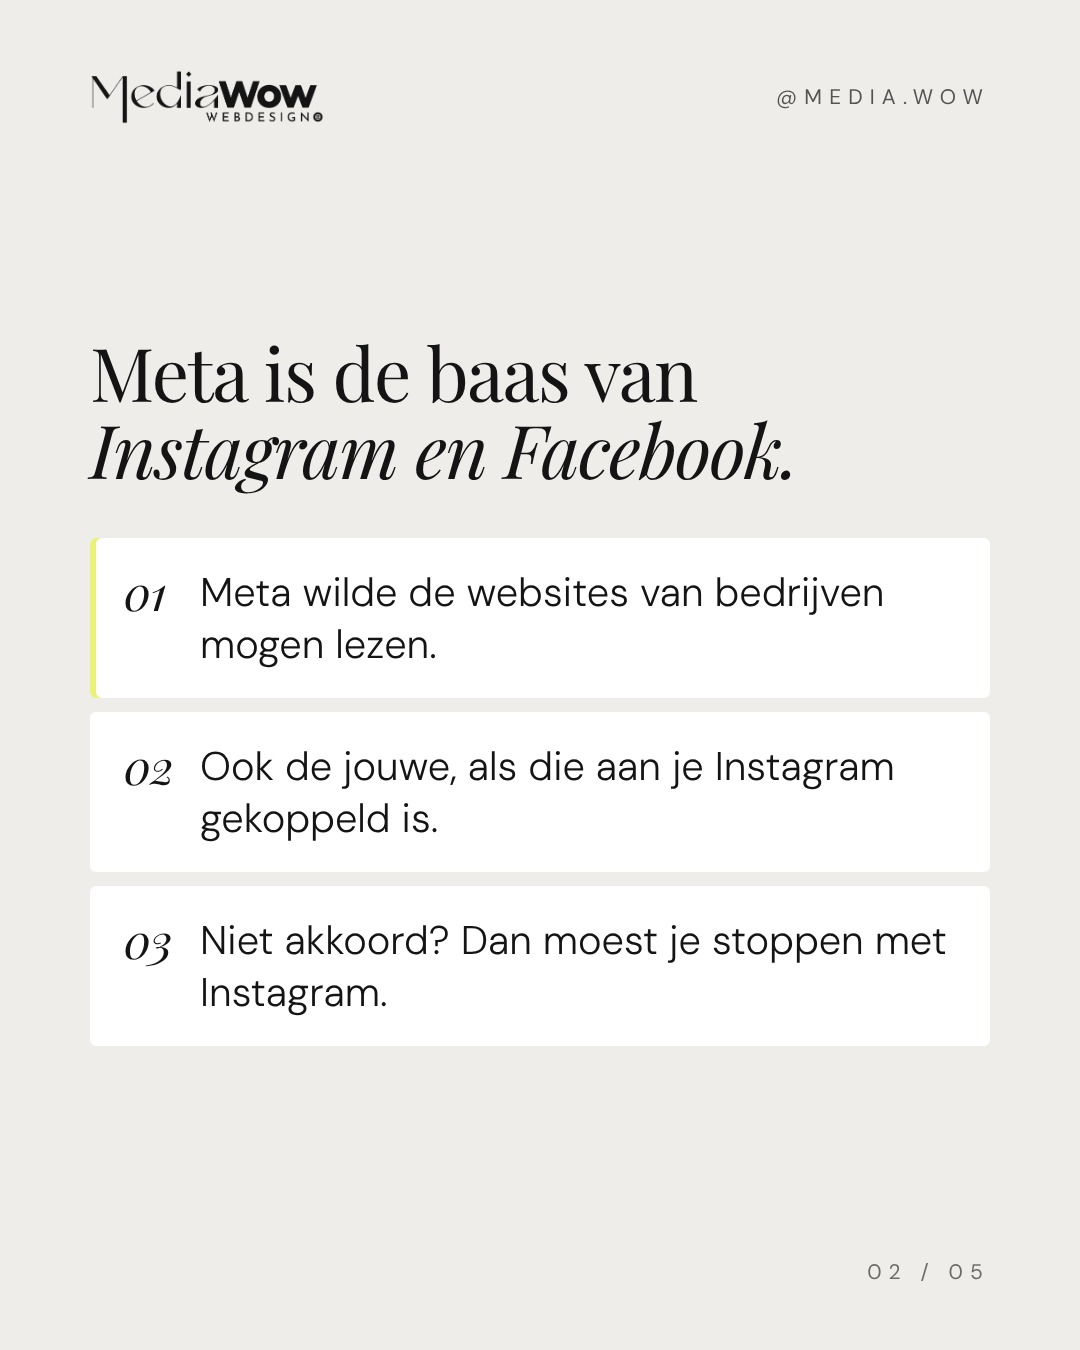 MediaWow
WEBDESIGN
@MEDIA.WOW
Meta is de baas van
Instagram en Facebook.
01 Meta wilde de websites van bedrijven
mogen lezen.
02 Ook de jouwe, als die aan je Instagram
gekoppeld is.
03 Niet akkoord? Dan moest je stoppen met
Instagram.
02 / 05